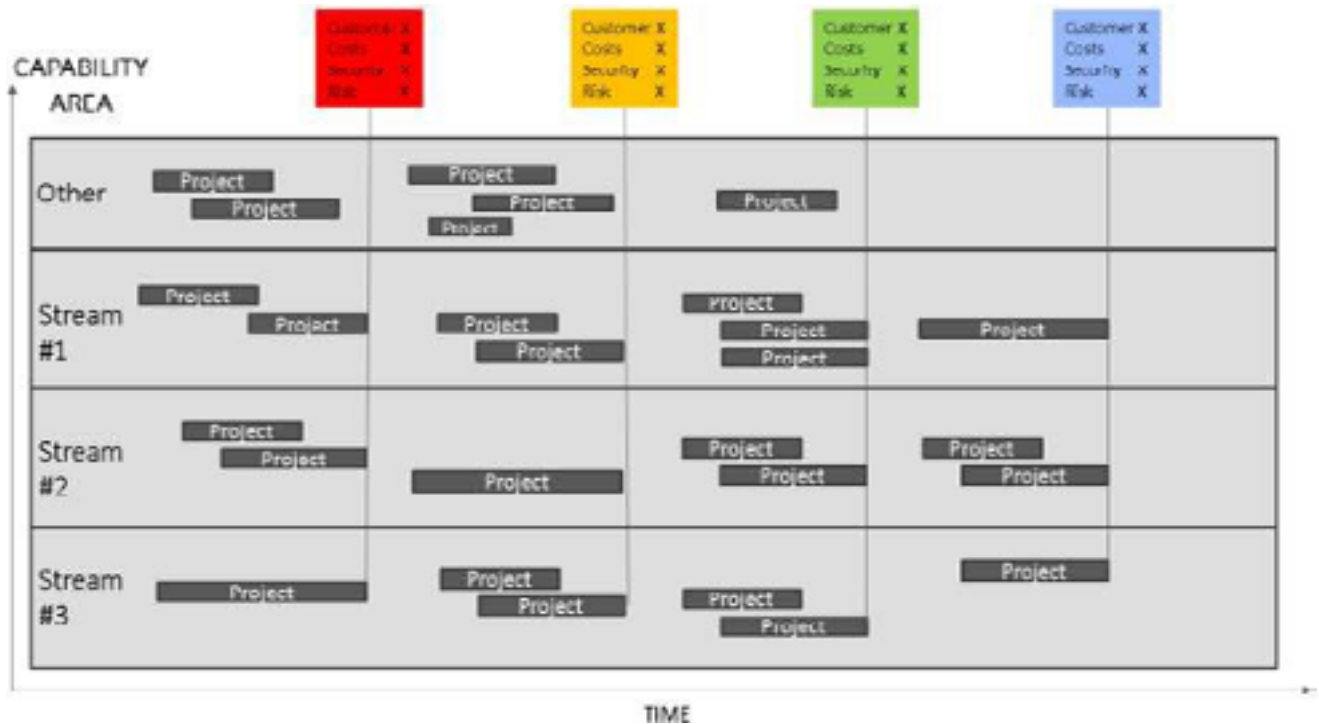 Customer X
Costs X
Security X
Risk X
Customer X
Costs X
Security X
Risk X
Customer X
Costs X
Security X
Risk X
Customer X
Costs X
Security X
Risk X
CAPABILITY
AREA
Other
Project
Project
Project
Project
Project
Project
Stream
#1
Project
Project
Project
Project
Project
Project
Project
Project
Stream
#2
Project
Project
Project
Project
Project
Project
Project
Stream
#3
Project
Project
Project
Project
Project
Project
TIME